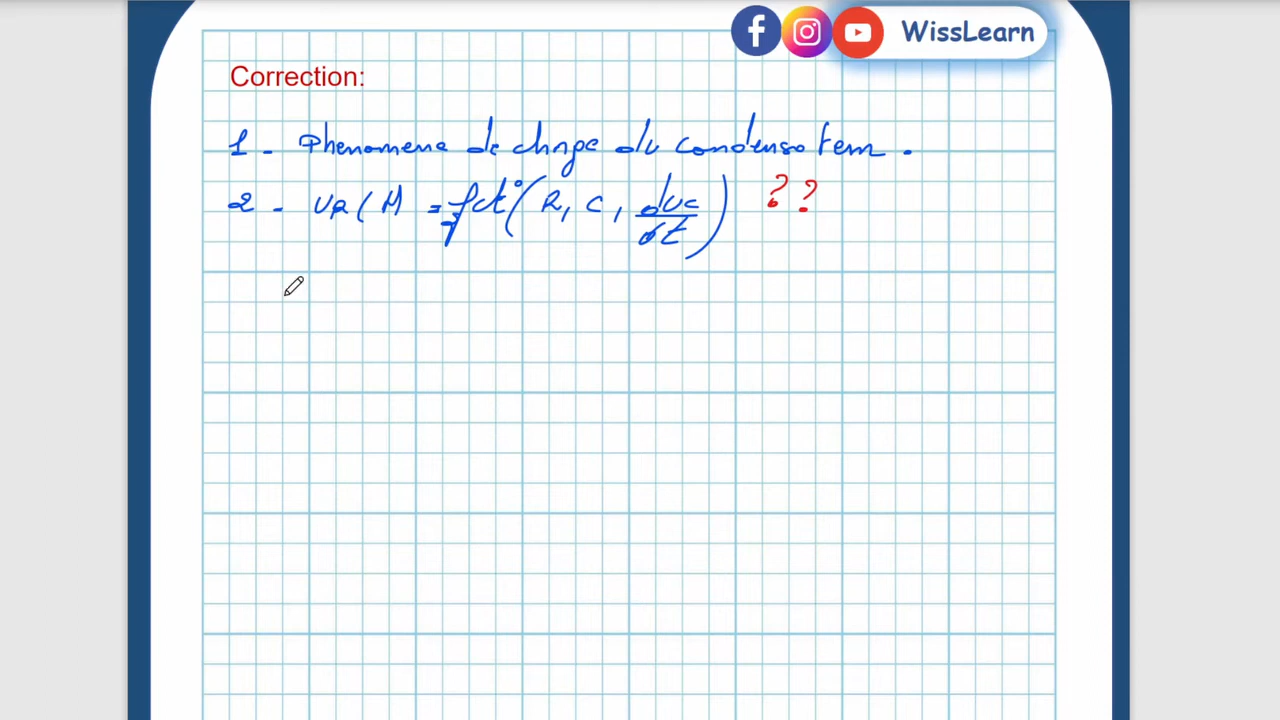 WissLearn
Correction:
1 - Phenomene de charge du condensateur.
2 - UR(t) = fct°(R, C, duc/dt) ??